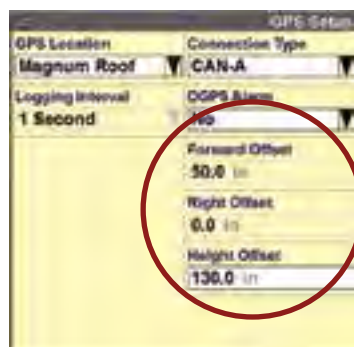 GPS Setup
GPS Location
Connection Type
Magnum Roof
CAN-A
Logging Interval
DGPS Alarm
1 Second
No
Forward Offset
50.0 in
Right Offset
0.0 in
Height Offset
130.0 in